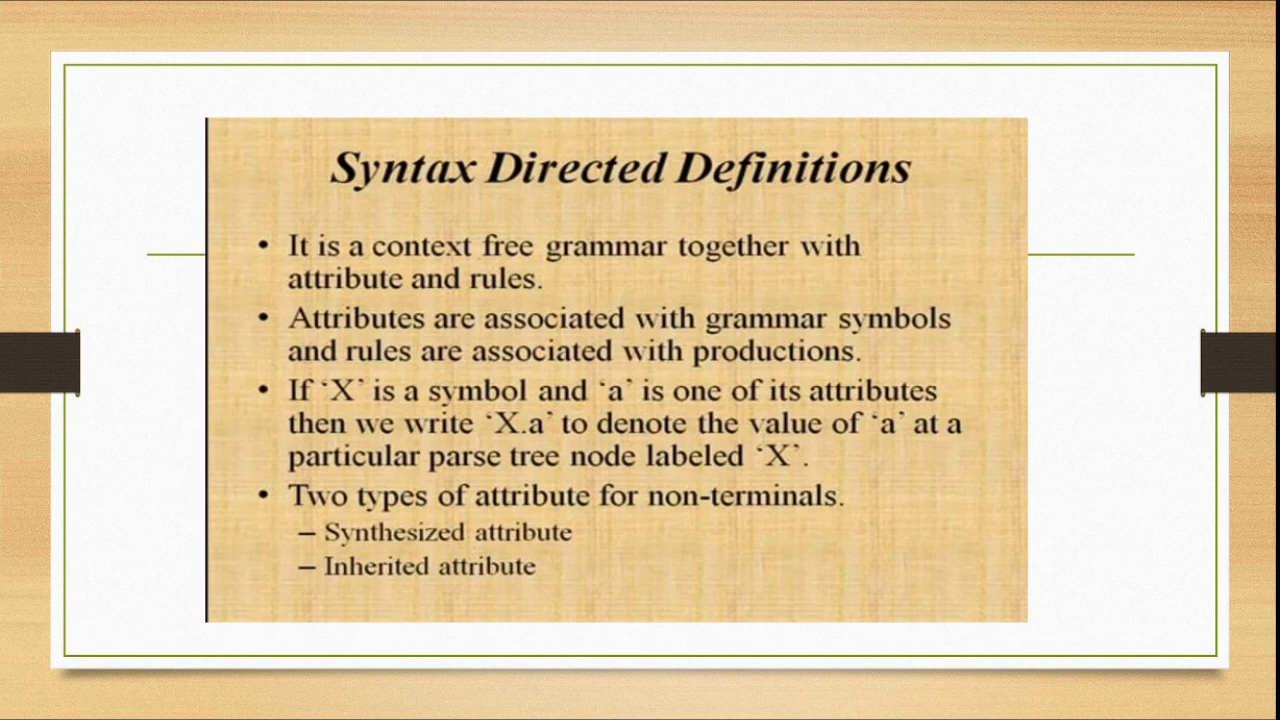 Syntax Directed Definitions
• It is a context free grammar together with
attribute and rules.
• Attributes are associated with grammar symbols
and rules are associated with productions.
• If ‘X’ is a symbol and ‘a’ is one of its attributes
then we write ‘X.a’ to denote the value of ‘a’ at a
particular parse tree node labeled ‘X’.
• Two types of attribute for non-terminals.
– Synthesized attribute
– Inherited attribute